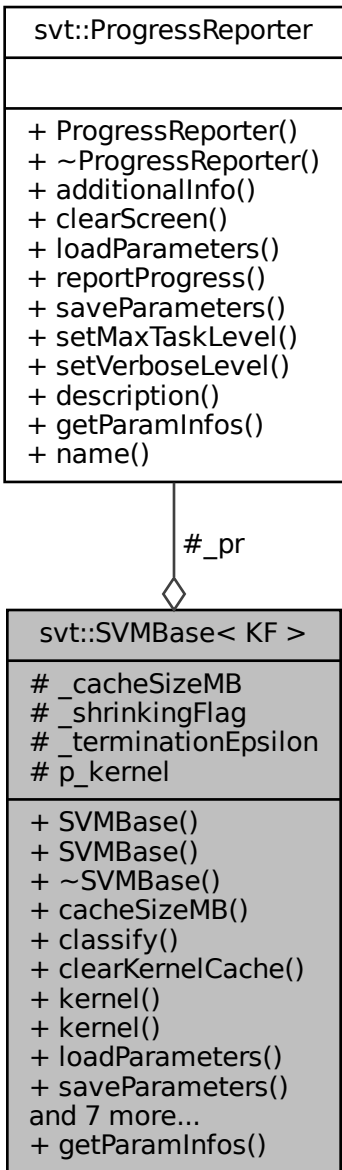 svt::ProgressReporter
+ ProgressReporter()
+ ~ProgressReporter()
+ additionalInfo()
+ clearScreen()
+ loadParameters()
+ reportProgress()
+ saveParameters()
+ setMaxTaskLevel()
+ setVerboseLevel()
+ description()
+ getParamInfos()
+ name()
#_pr
svt::SVMBase< KF >
# _cacheSizeMB
# _shrinkingFlag
# _terminationEpsilon
# p_kernel
+ SVMBase()
+ SVMBase()
+ ~SVMBase()
+ cacheSizeMB()
+ classify()
+ clearKernelCache()
+ kernel()
+ kernel()
+ loadParameters()
+ saveParameters()
and 7 more...
+ getParamInfos()